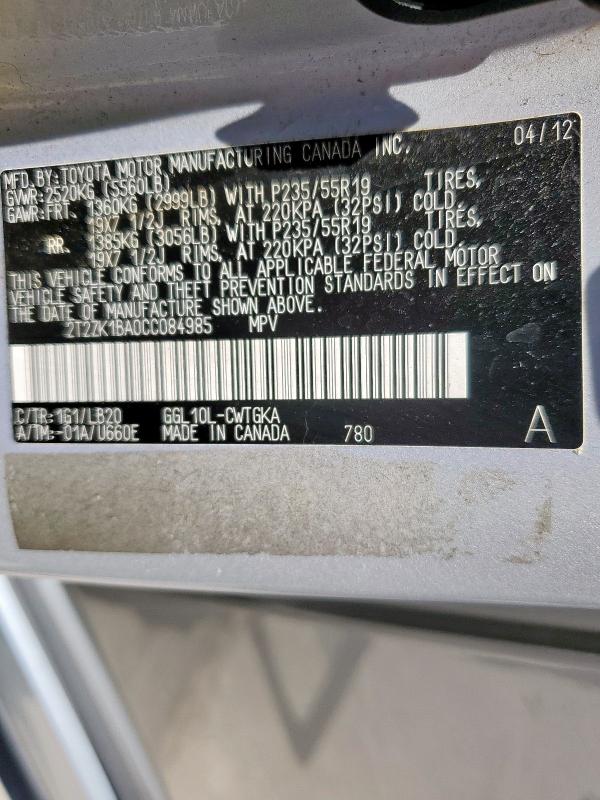 04/12
MFD.BY:TOYOTA MOTOR MANUFACTURING CANADA INC.
GVWR:2520KG (5560LB)
GAWR:FRT. 1360KG (2999LB) WITH P235/55R19 TIRES,
19X7 1/2J RIMS, AT 220KPA (32PSI) COLD,
RR. 1385KG (3056LB) WITH P235/55R19 TIRES,
19X7 1/2J RIMS, AT 220KPA (32PSI) COLD,
THIS VEHICLE CONFORMS TO ALL APPLICABLE FEDERAL MOTOR
VEHICLE SAFETY AND THEFT PREVENTION STANDARDS IN EFFECT ON
THE DATE OF MANUFACTURE SHOWN ABOVE.
2T2ZK1BA0CC084985 MPV
C/TR:1G1/LB20 GGL10L-CWTGKA
A/TM:-01A/U660E MADE IN CANADA 780 A